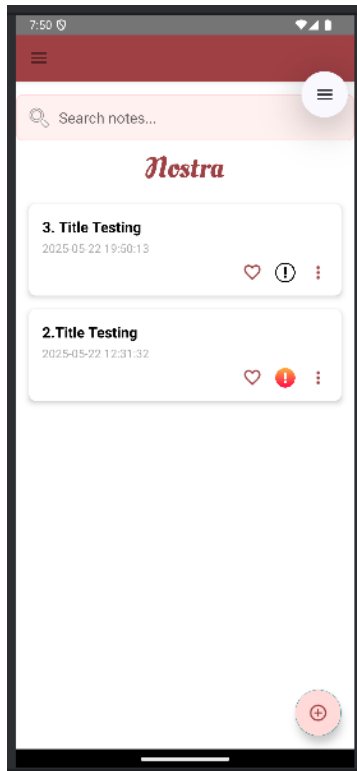 7:50
Search notes...
Nostra
3. Title Testing
2025-05-22 19:50:13
2.Title Testing
2025-05-22 12:31:32